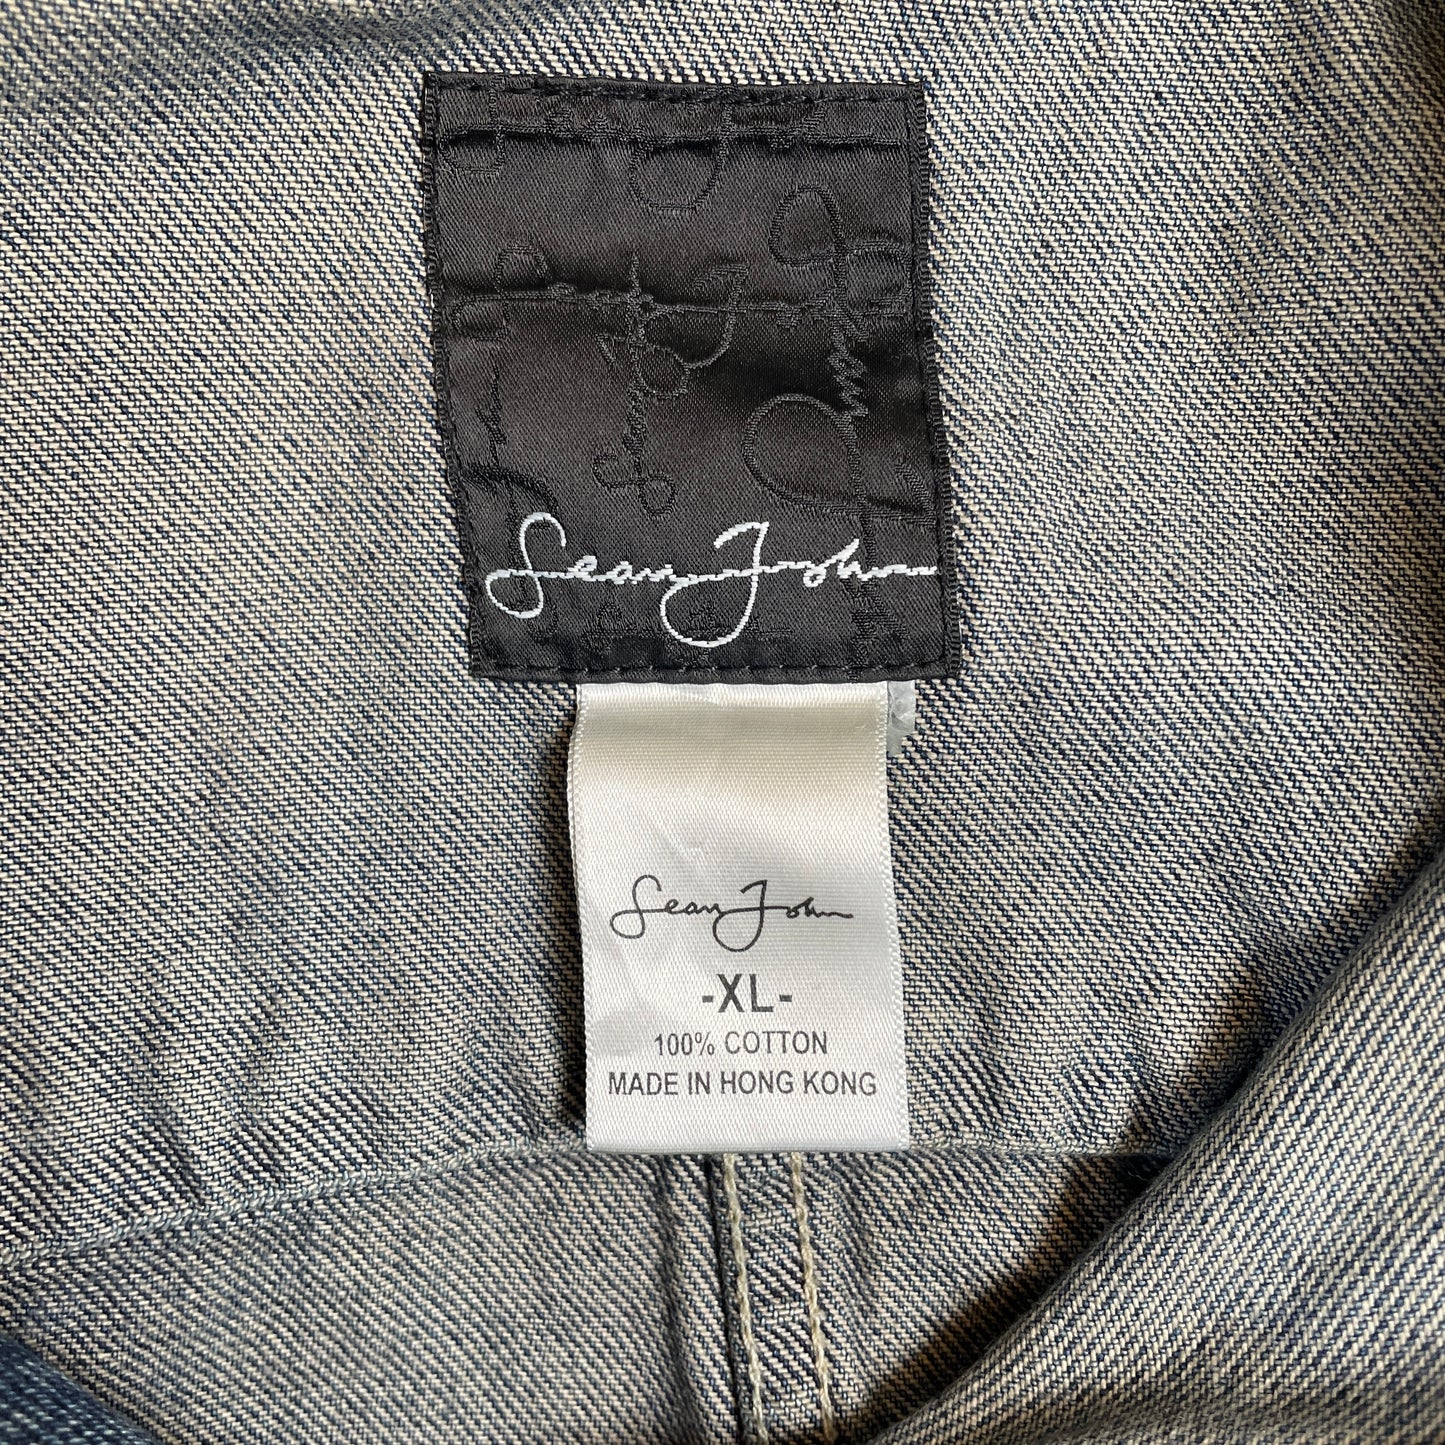 Sean John
Sean John
-XL-
100% COTTON
MADE IN HONG KONG